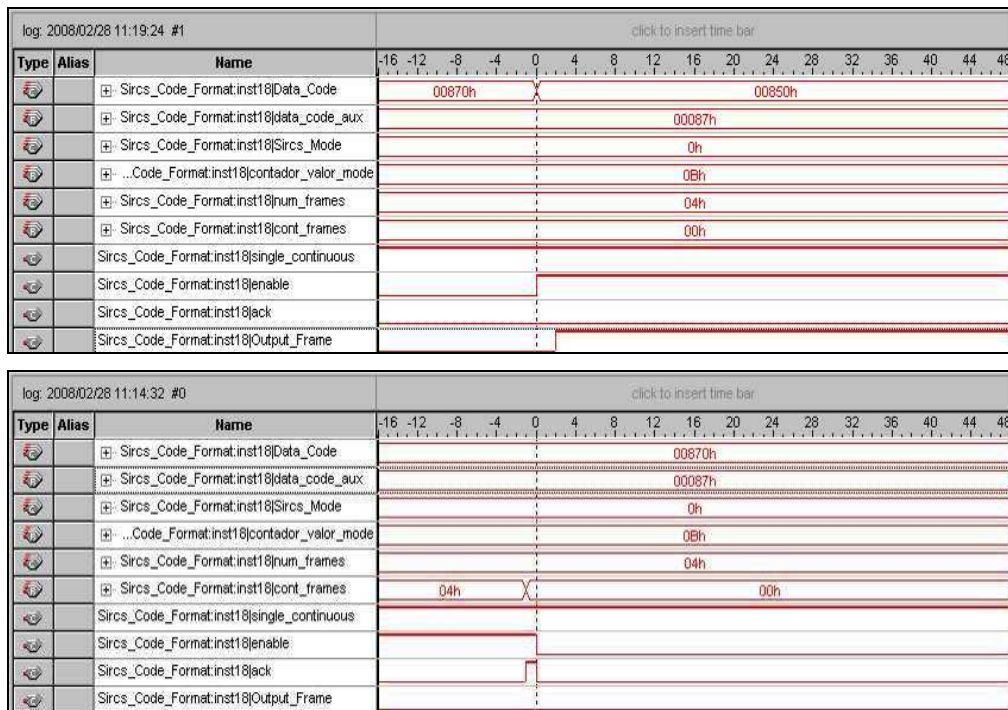 log: 2008/02/28 11:19:24 #1 click to insert time bar
Type Alias Name -16 -12 -8 -4 0 4 8 12 16 20 24 28 32 36 40 44 48
Sircs_Code_Format:inst18|Data_Code 00870h 00850h
Sircs_Code_Format:inst18|data_code_aux 00087h
Sircs_Code_Format:inst18|Sircs_Mode 0h
...Code_Format:inst18|contador_valor_mode 0Bh
Sircs_Code_Format:inst18|num_frames 04h
Sircs_Code_Format:inst18|cont_frames 00h
Sircs_Code_Format:inst18|single_continuous
Sircs_Code_Format:inst18|enable
Sircs_Code_Format:inst18|ack
Sircs_Code_Format:inst18|Output_Frame
log: 2008/02/28 11:14:32 #0 click to insert time bar
Type Alias Name -16 -12 -8 -4 0 4 8 12 16 20 24 28 32 36 40 44 48
Sircs_Code_Format:inst18|Data_Code 00870h
Sircs_Code_Format:inst18|data_code_aux 00087h
Sircs_Code_Format:inst18|Sircs_Mode 0h
...Code_Format:inst18|contador_valor_mode 0Bh
Sircs_Code_Format:inst18|num_frames 04h
Sircs_Code_Format:inst18|cont_frames 04h 00h
Sircs_Code_Format:inst18|single_continuous
Sircs_Code_Format:inst18|enable
Sircs_Code_Format:inst18|ack
Sircs_Code_Format:inst18|Output_Frame